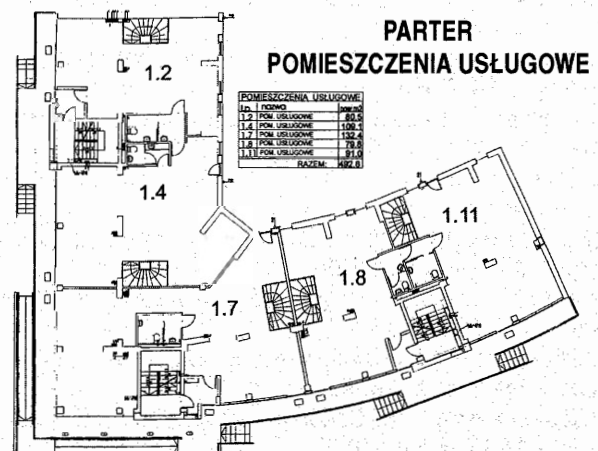 PARTER
POMIESZCZENIA USŁUGOWE
POMIESZCZENIA USŁUGOWE
Lp. nazwa pow.m2
1.2 POM. USŁUGOWE 80.5
1.4 POM. USŁUGOWE 109.1
1.7 POM. USŁUGOWE 132.4
1.8 POM. USŁUGOWE 79.8
1.11 POM. USŁUGOWE 91.0
RAZEM: 492.8
1.2
1.4
1.11
1.8
1.7